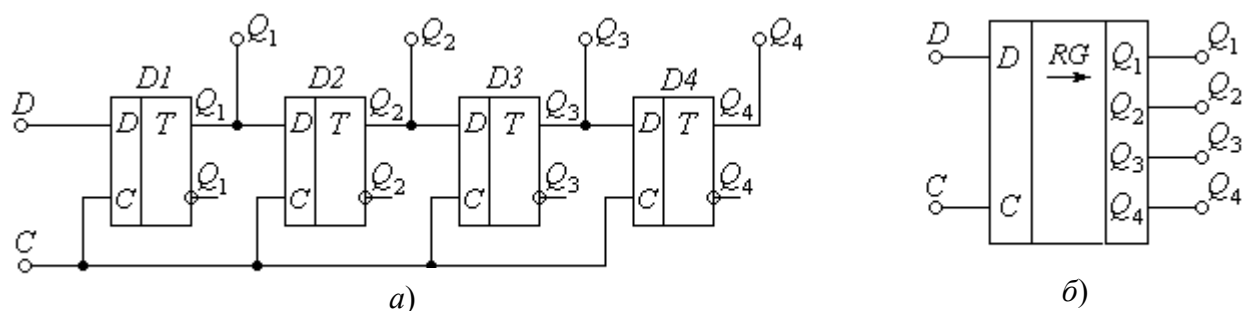 Q1 Q2 Q3 Q4
D1 D2 D3 D4
D D T Q1 D T Q2 D T Q3 D T Q4
C Q1 C Q2 C Q3 C Q4
C
а)
D D RG Q1 Q1
Q2 Q2
Q3 Q3
C C Q4 Q4
б)